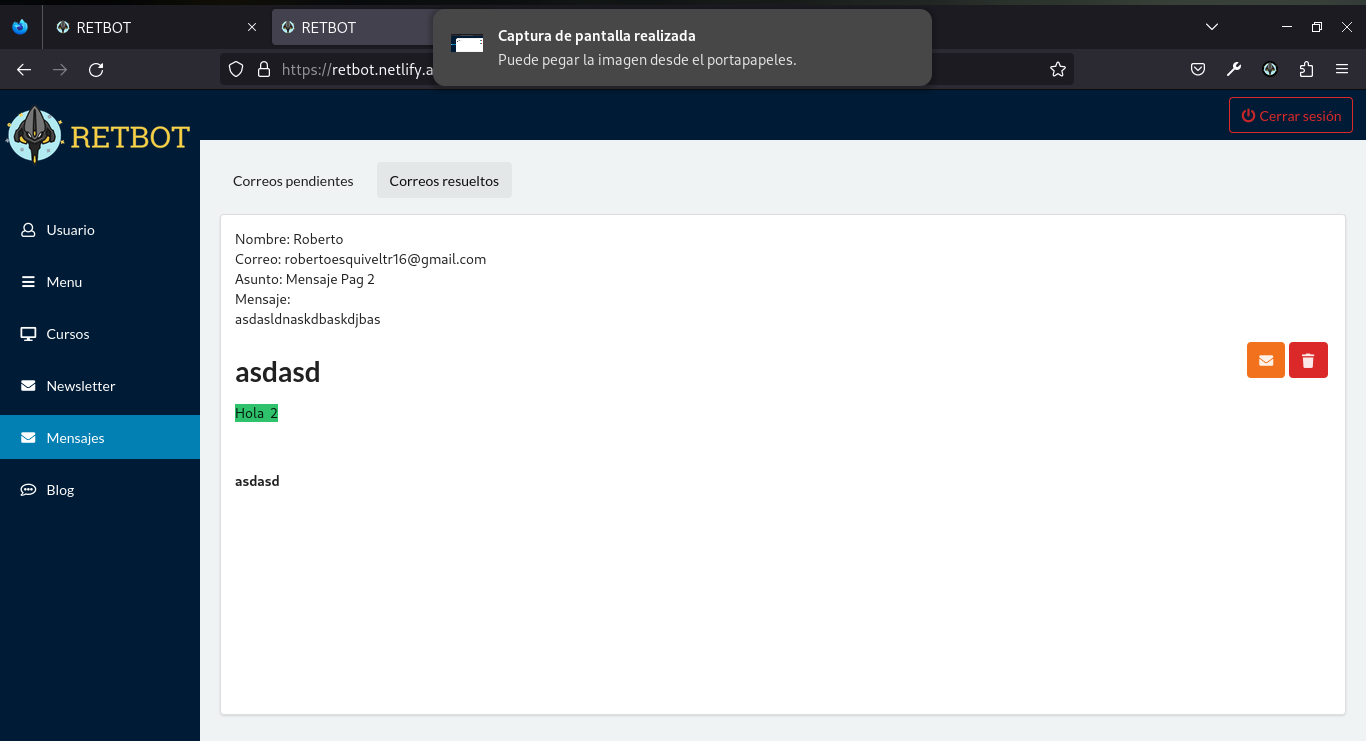 RETBOT
RETBOT
Captura de pantalla realizada
Puede pegar la imagen desde el portapapeles.
https://retbot.netlify.a
RETBOT
Cerrar sesión
Correos pendientes
Correos resueltos
Usuario
Menu
Cursos
Newsletter
Mensajes
Blog
Nombre: Roberto
Correo: robertoesquiveltr16@gmail.com
Asunto: Mensaje Pag 2
Mensaje:
asdasldnaskdbaskdjbas
asdasd
Hola 2
asdasd